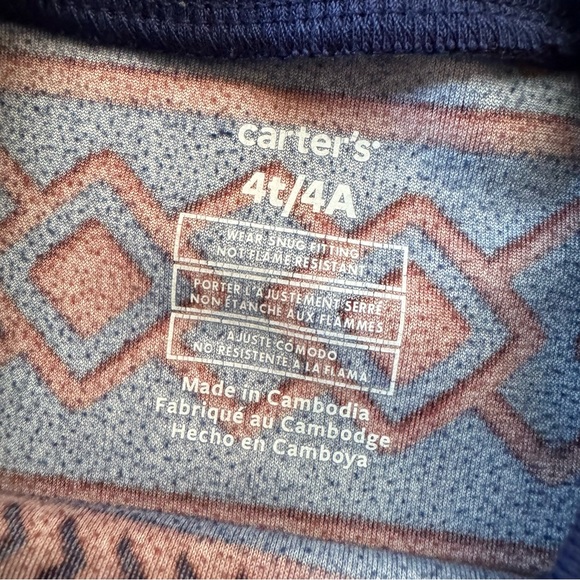 carter's
4t/4A
WEAR SNUG-FITTING
NOT FLAME RESISTANT
PORTER L'AJUSTEMENT SERRÉ
NON ÉTANCHE AUX FLAMMES
AJUSTE CÓMODO
NO RESISTENTE A LA FLAMA
Made in Cambodia
Fabriqué au Cambodge
Hecho en Camboya